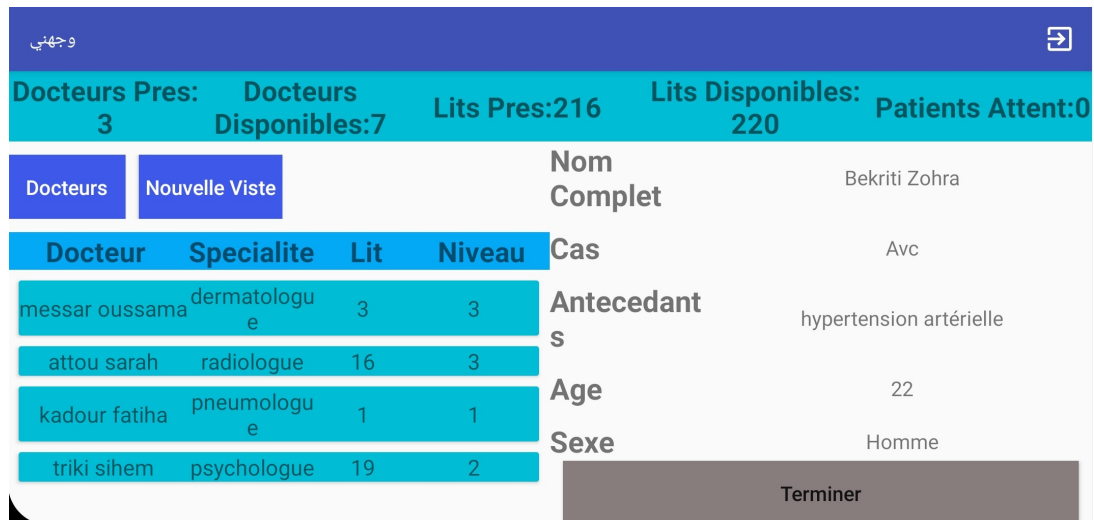 وجهني
Docteurs Pres:
3
Docteurs
Disponibles:7
Lits Pres:216
Lits Disponibles:
220
Patients Attent:0
Docteurs
Nouvelle Viste
Docteur Specialite Lit Niveau
messar oussama dermatologu
e 3 3
attou sarah radiologue 16 3
kadour fatiha pneumologu
e 1 1
triki sihem psychologue 19 2
Nom
Complet
Bekriti Zohra
Cas Avc
Antecedant
s
hypertension artérielle
Age 22
Sexe Homme
Terminer